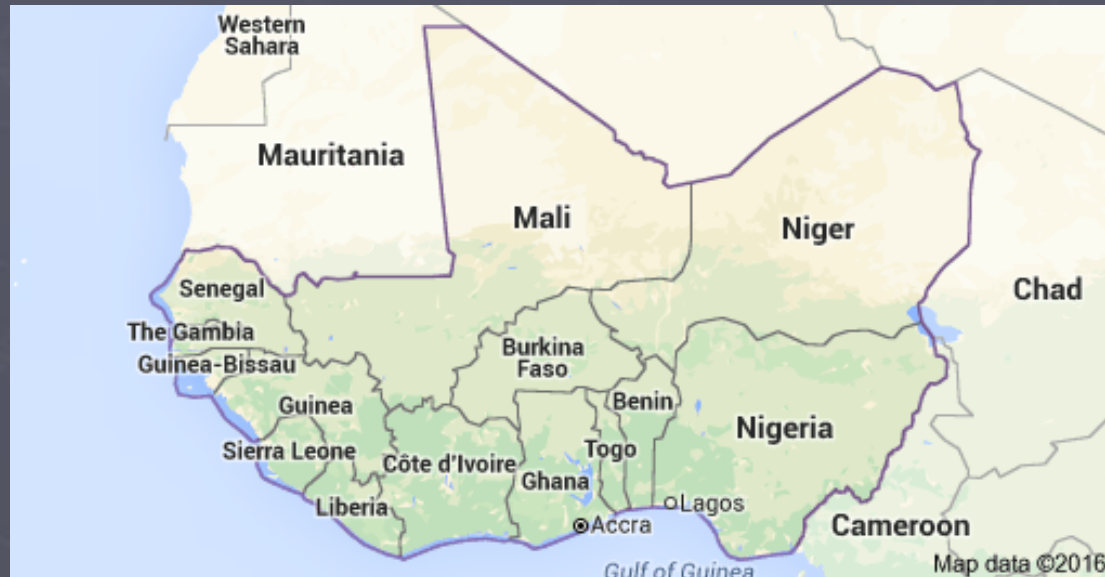 Western
Sahara
Mauritania
Mali
Niger
Chad
Senegal
The Gambia
Guinea-Bissau
Burkina
Faso
Guinea
Benin
Nigeria
Sierra Leone
Côte d'Ivoire
Togo
Ghana
Liberia
Lagos
Accra
Cameroon
Gulf of Guinea
Map data ©2016